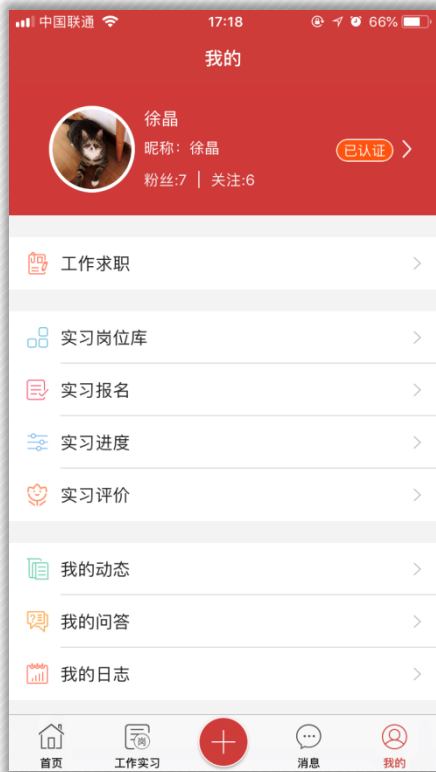 中国联通 17:18 66%
我的
徐晶
昵称：徐晶
已认证
粉丝:7 | 关注:6
工作求职
实习岗位库
实习报名
实习进度
实习评价
我的动态
我的问答
我的日志
岗
首页 工作实习 消息 我的